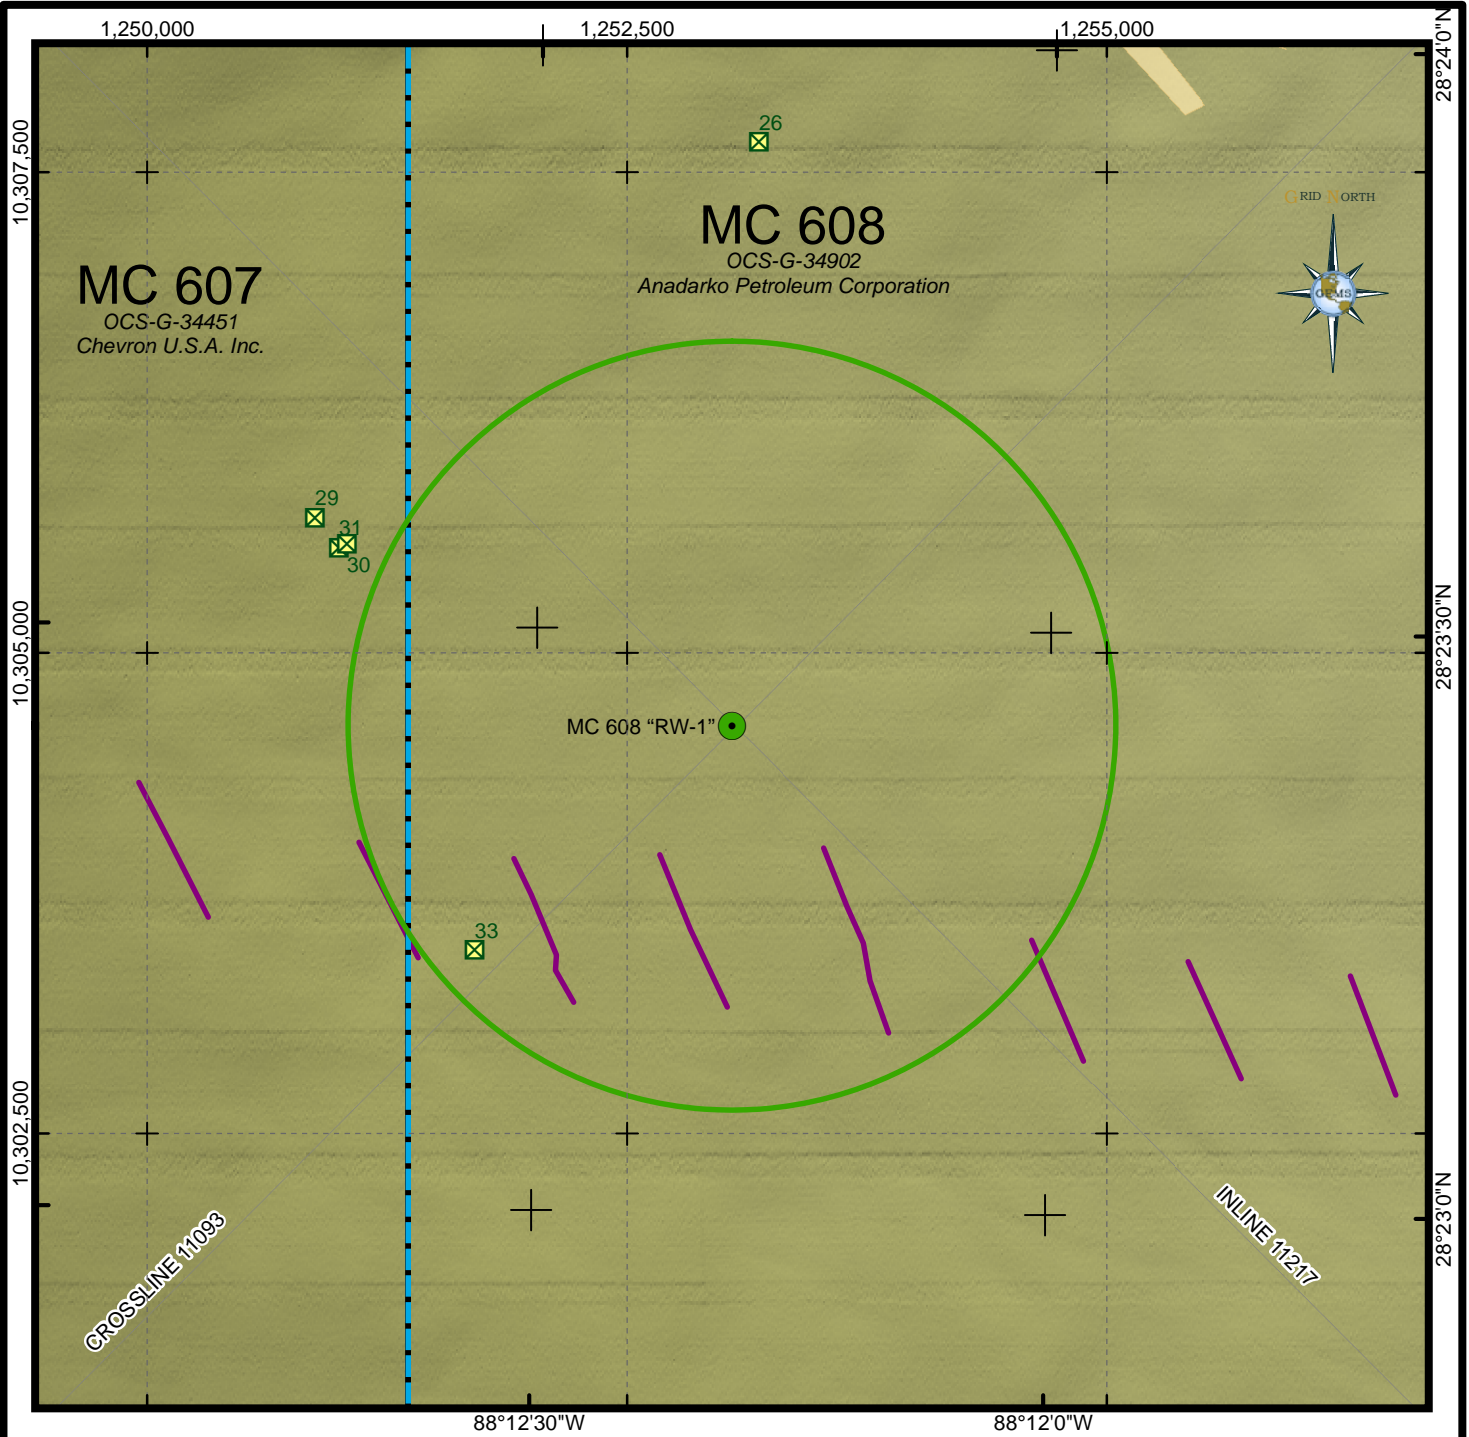 1,250,000
1,252,500
1,255,000
28°24'0"N
10,307,500
26
GRID NORTH
GEMS
MC 608
OCS-G-34902
Anadarko Petroleum Corporation
MC 607
OCS-G-34451
Chevron U.S.A. Inc.
29
31
30
10,305,000
28°23'30"N
MC 608 “RW-1”
33
10,302,500
28°23'0"N
CROSSLINE 11093
INLINE 11217
88°12'30"W
88°12'0"W